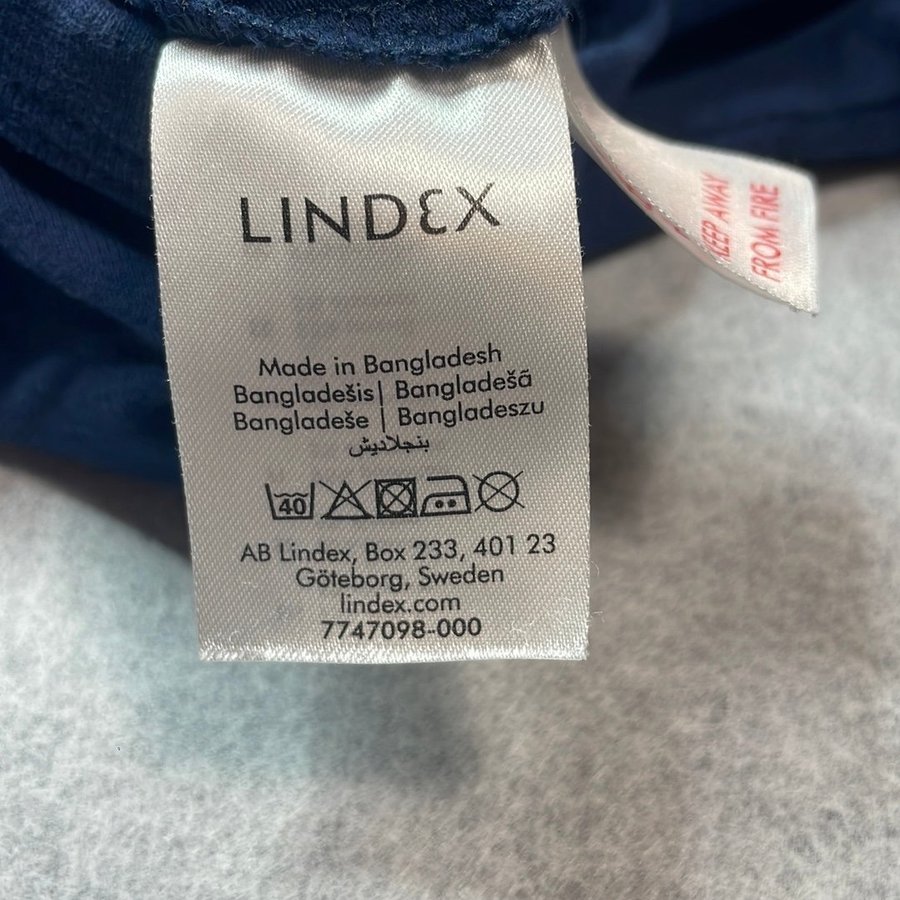 LINDEX
Made in Bangladesh
Bangladešis | Bangladešā
Bangladeše | Bangladeszu
بنجلاديش
40
AB Lindex, Box 233, 401 23
Göteborg, Sweden
lindex.com
7747098-000
KEEP AWAY
FROM FIRE